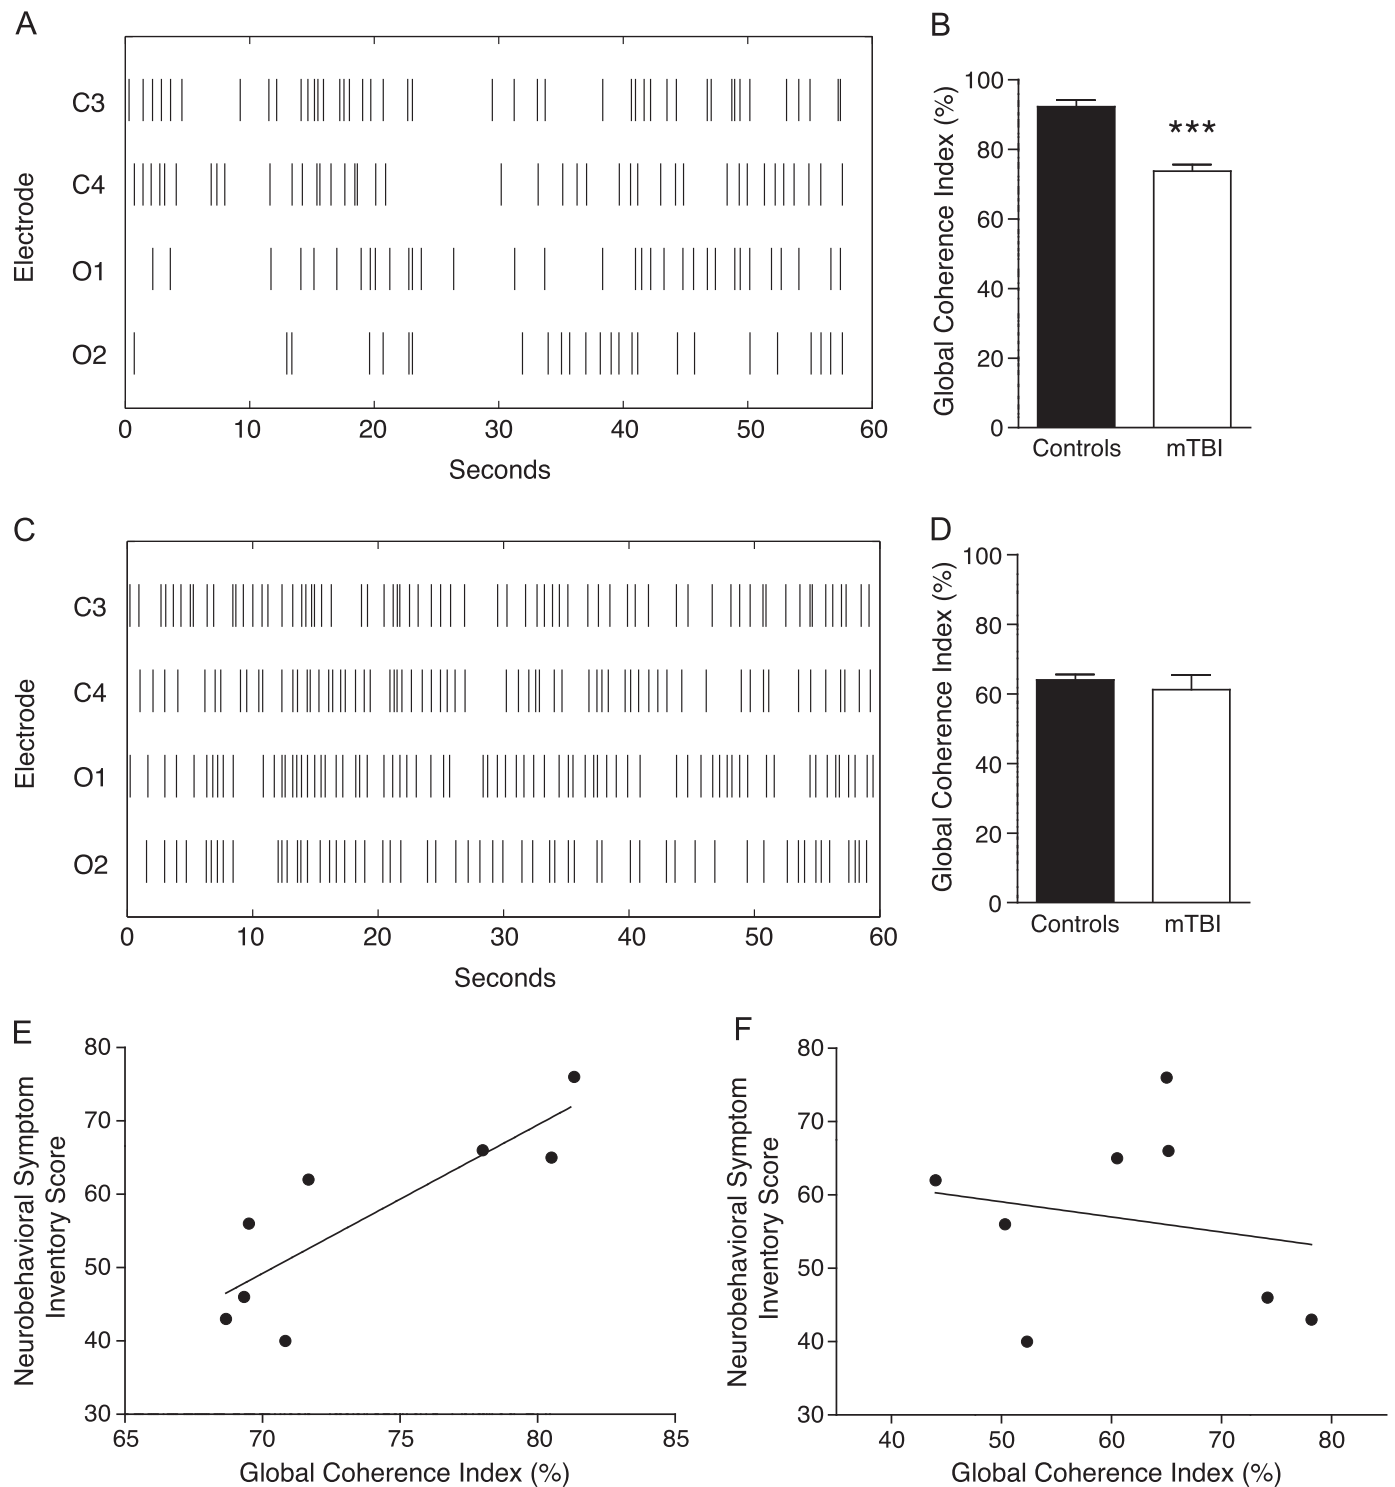 A
Electrode
C3
C4
O1
O2
0 10 20 30 40 50 60
Seconds
B
Global Coherence Index (%)
100
80
60
40
20
0
***
Controls mTBI
C
Electrode
C3
C4
O1
O2
0 10 20 30 40 50 60
Seconds
D
Global Coherence Index (%)
100
80
60
40
20
0
Controls mTBI
E
Neurobehavioral Symptom
Inventory Score
80
70
60
50
40
30
65 70 75 80 85
Global Coherence Index (%)
F
Neurobehavioral Symptom
Inventory Score
80
70
60
50
40
30
40 50 60 70 80
Global Coherence Index (%)